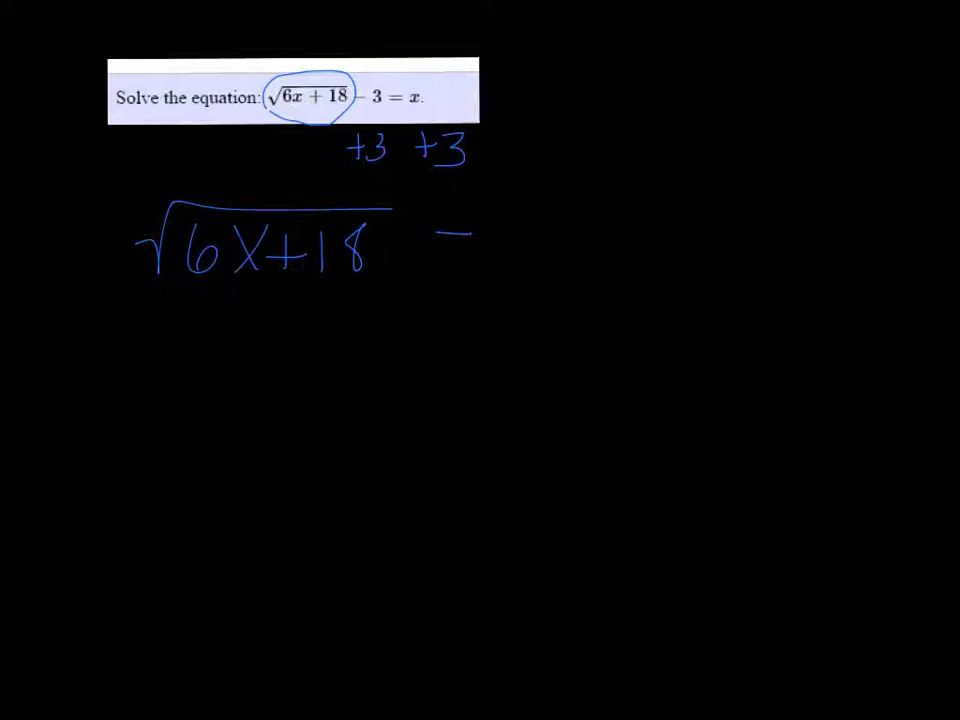 Solve the equation: √6x + 18 − 3 = x.
+3 +3
√6x+18 −